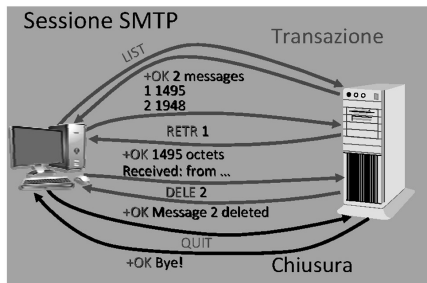 Sessione SMTP
Transazione
LIST
+OK 2 messages
1 1495
2 1948
RETR 1
+OK 1495 octets
Received: from ...
DELE 2
+OK Message 2 deleted
QUIT
+OK Bye!
Chiusura